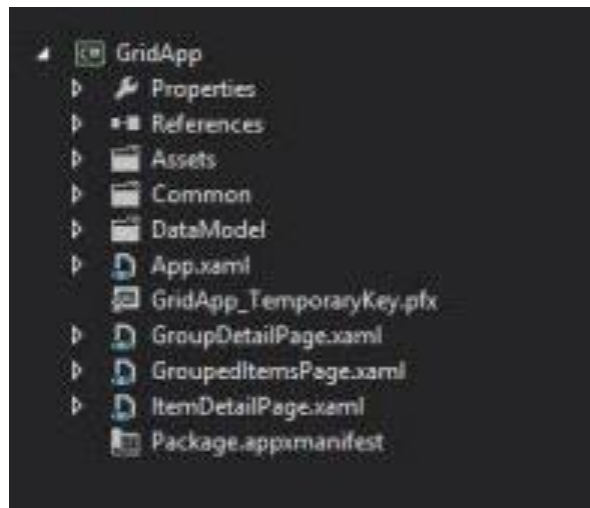 GridApp
Properties
References
Assets
Common
DataModel
App.xaml
GridApp_TemporaryKey.pfx
GroupDetailPage.xaml
GroupedItemsPage.xaml
ItemDetailPage.xaml
Package.appxmanifest